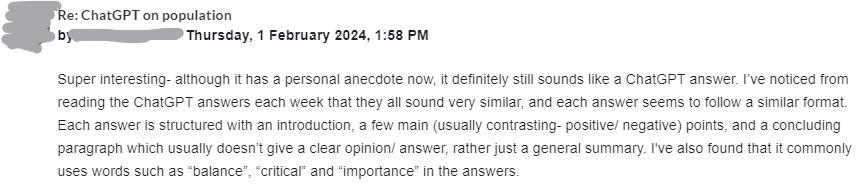 Re: ChatGPT on population
by Thursday, 1 February 2024, 1:58 PM
Super interesting- although it has a personal anecdote now, it definitely still sounds like a ChatGPT answer. I’ve noticed from
reading the ChatGPT answers each week that they all sound very similar, and each answer seems to follow a similar format.
Each answer is structured with an introduction, a few main (usually contrasting- positive/ negative) points, and a concluding
paragraph which usually doesn’t give a clear opinion/ answer, rather just a general summary. I've also found that it commonly
uses words such as “balance”, “critical” and “importance” in the answers.